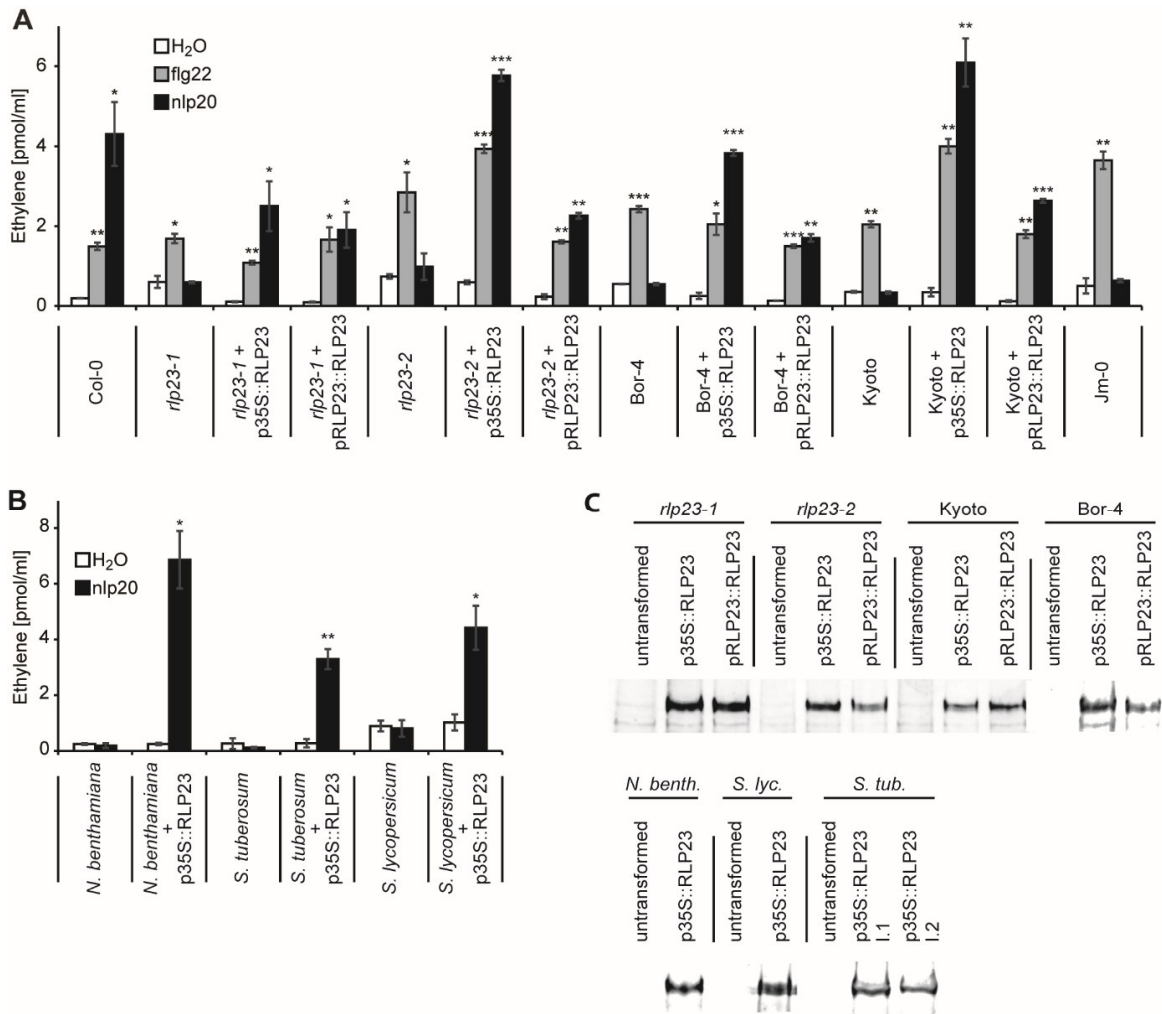 A
Ethylene [pmol/ml]
6
4
2
0
H2O
flg22
nlp20
*
**
*
**
*
*
*
*
***
***
**
**
***
*
***
***
**
**
**
**
**
***
**
Col-0
rlp23-1
rlp23-1 +
p35S::RLP23
rlp23-1 +
pRLP23::RLP23
rlp23-2
rlp23-2 +
p35S::RLP23
rlp23-2 +
pRLP23::RLP23
Bor-4
Bor-4 +
p35S::RLP23
Bor-4 +
pRLP23::RLP23
Kyoto
Kyoto +
p35S::RLP23
Kyoto +
pRLP23::RLP23
Jm-0
B
Ethylene [pmol/ml]
8
6
4
2
0
H2O
nlp20
*
**
*
N. benthamiana
N. benthamiana
+
p35S::RLP23
S. tuberosum
S. tuberosum
+
p35S::RLP23
S. lycopersicum
S. lycopersicum
+
p35S::RLP23
C
rlp23-1
rlp23-2
Kyoto
Bor-4
untransformed
p35S::RLP23
pRLP23::RLP23
untransformed
p35S::RLP23
pRLP23::RLP23
untransformed
p35S::RLP23
pRLP23::RLP23
untransformed
p35S::RLP23
pRLP23::RLP23
N. benth.
S. lyc.
S. tub.
untransformed
p35S::RLP23
untransformed
p35S::RLP23
untransformed
p35S::RLP23
l.1
p35S::RLP23
l.2